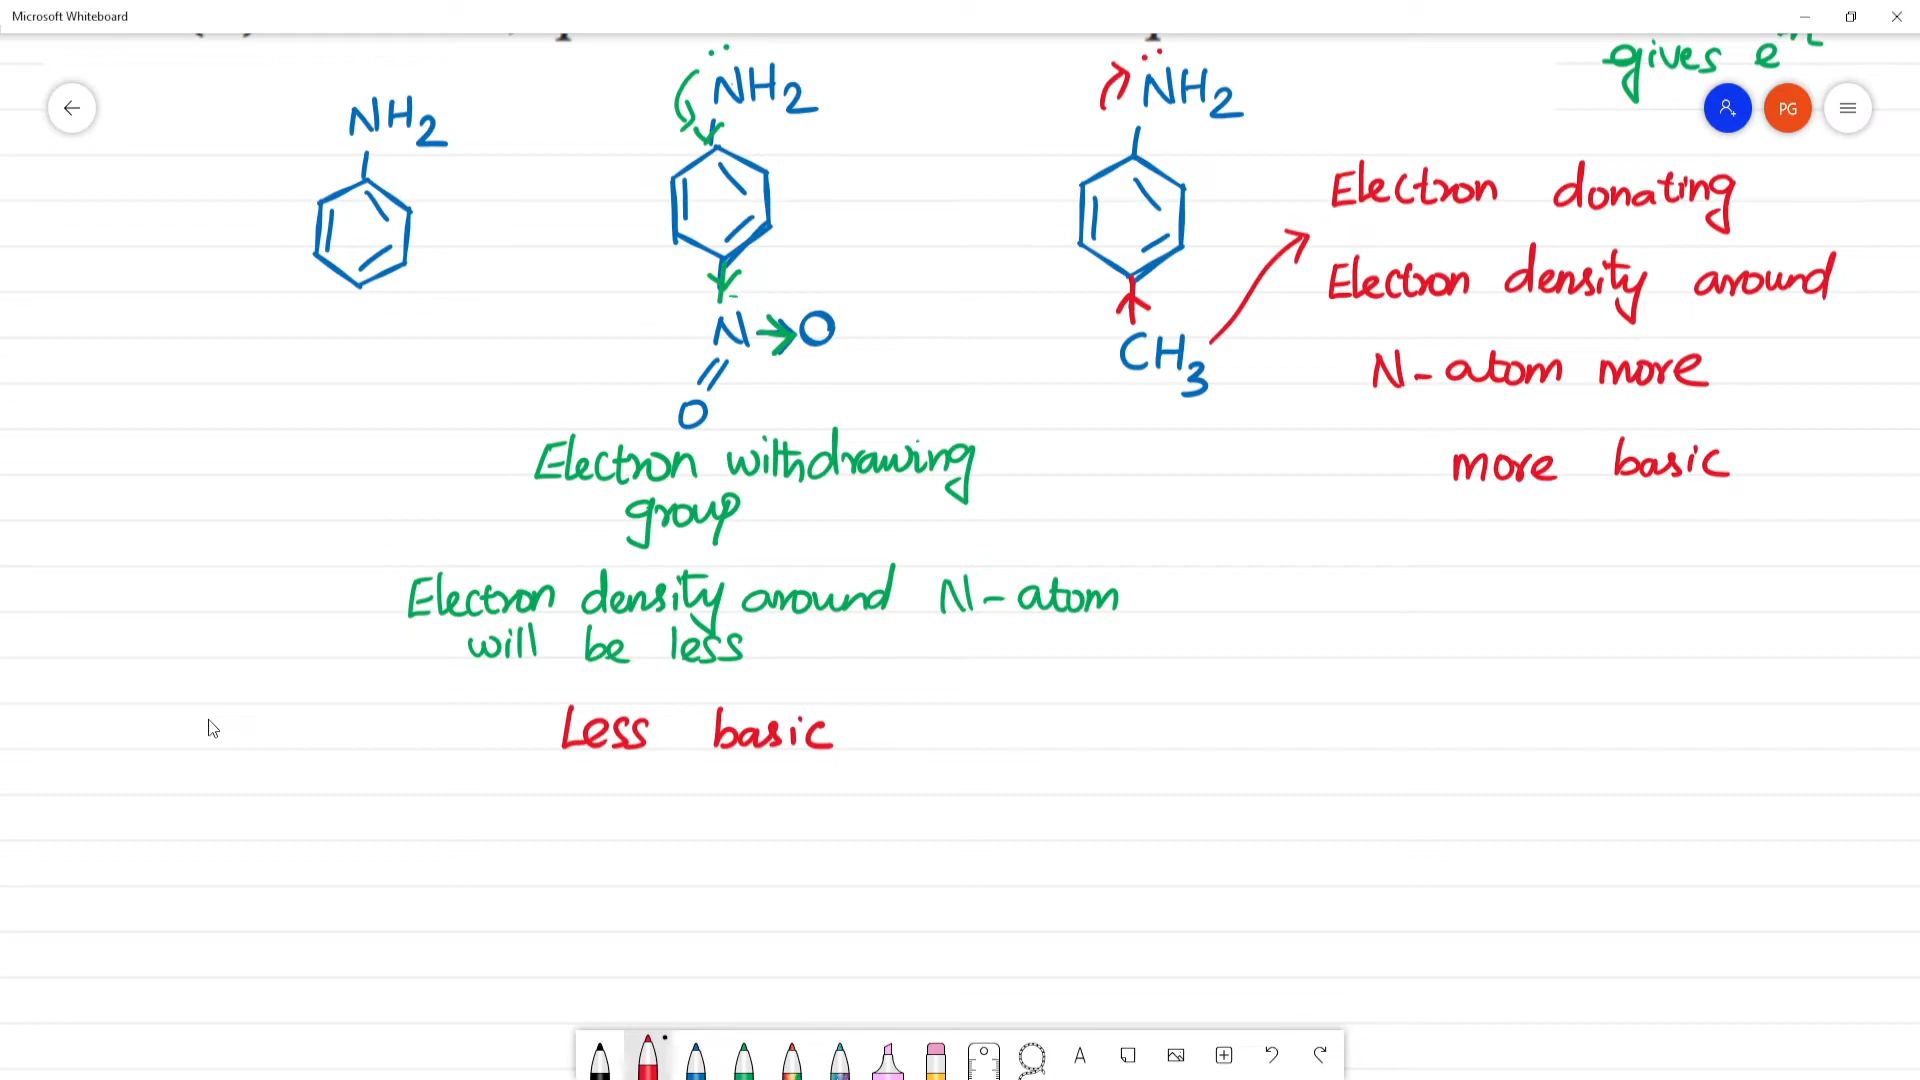 Microsoft Whiteboard
gives e
PG
NH2
NH2
NH2
N→O
O
CH3
Electron donating
Electron density around
N-atom more
more basic
Electron withdrawing
group
Electron density around N-atom
will be less
Less basic
A